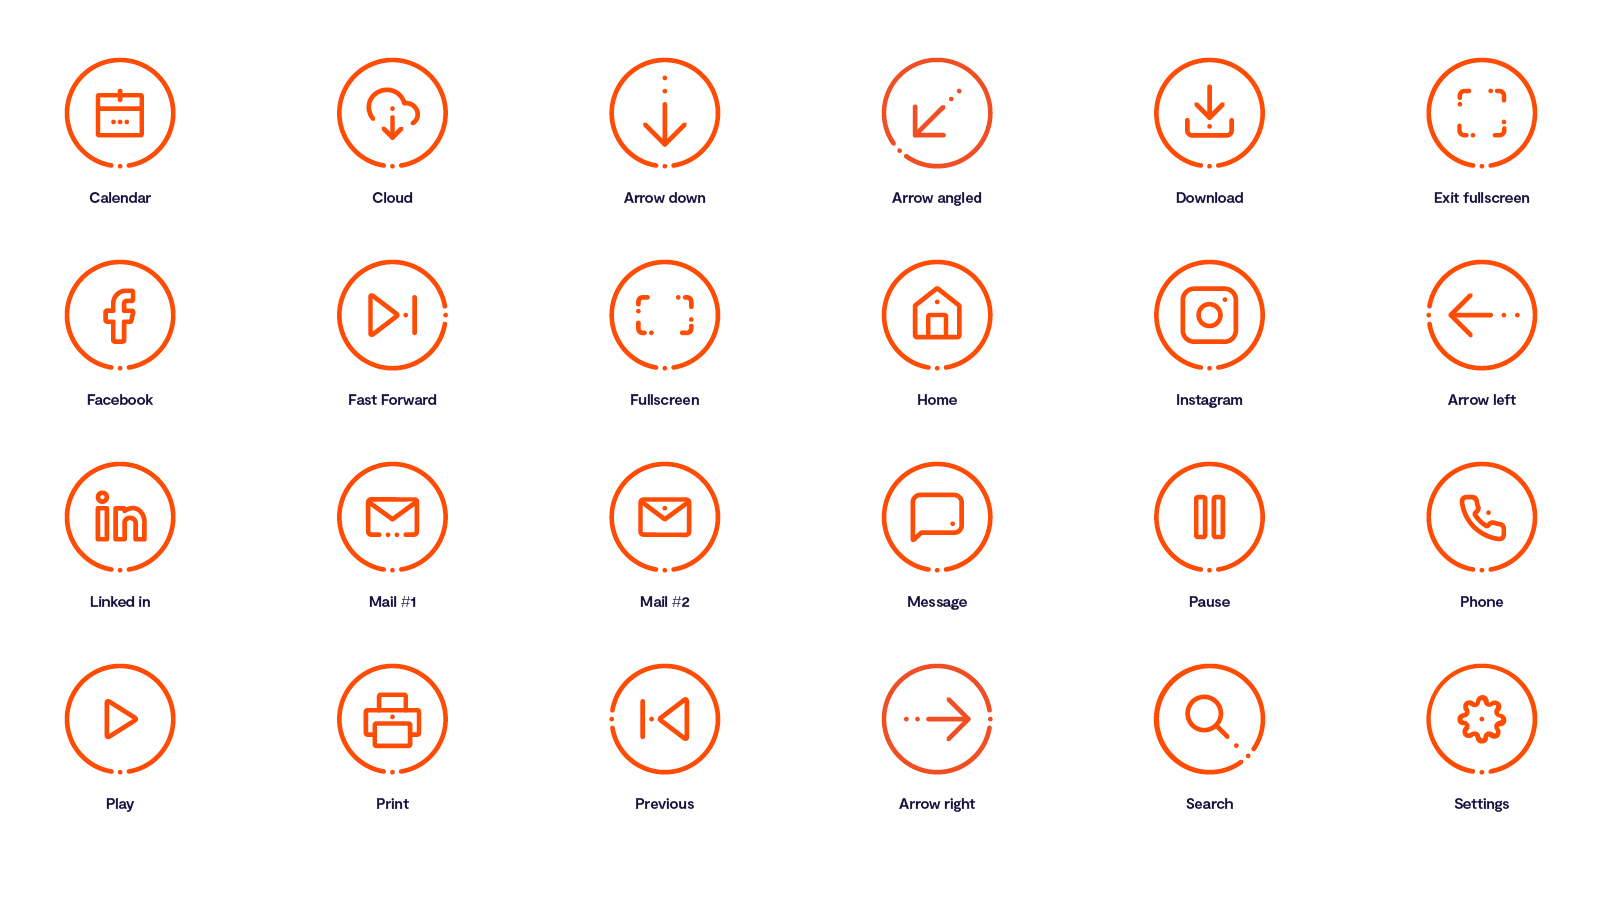 Calendar
Cloud
Arrow down
Arrow angled
Download
Exit fullscreen
Facebook
Fast Forward
Fullscreen
Home
Instagram
Arrow left
in
Linked in
Mail #1
Mail #2
Message
Pause
Phone
Play
Print
Previous
Arrow right
Search
Settings